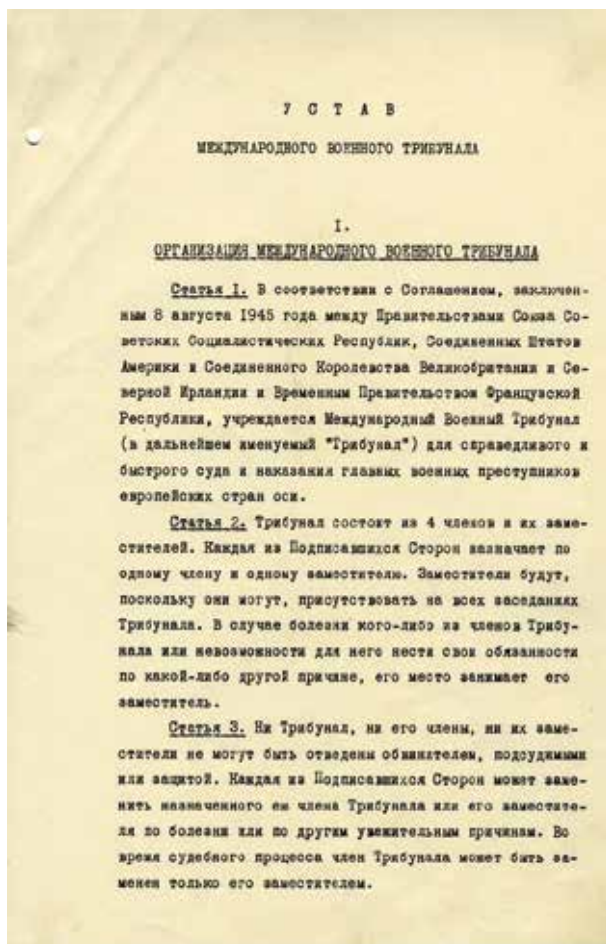 У С Т А В
МЕЖДУНАРОДНОГО ВОЕННОГО ТРИБУНАЛА
I.
ОРГАНИЗАЦИЯ МЕЖДУНАРОДНОГО ВОЕННОГО ТРИБУНАЛА
Статья 1. В соответствии с Соглашением, заключен-
ным 8 августа 1945 года между Правительствами Союза Со-
ветских Социалистических Республик, Соединенных Штатов
Америки и Соединенного Королевства Великобритании и Се-
верной Ирландии и Временным Правительством Французской
Республики, учреждается Международный Военный Трибунал
(в дальнейшем именуемый "Трибунал") для справедливого и
быстрого суда и наказания главных военных преступников
европейских стран оси.
Статья 2. Трибунал состоит из 4 членов и их заме-
стителей. Каждая из Подписавшихся Сторон назначает по
одному члену и одному заместителю. Заместители будут,
поскольку они могут, присутствовать на всех заседаниях
Трибунала. В случае болезни кого-либо из членов Трибу-
нала или невозможности для него нести свои обязанности
по какой-либо другой причине, его место занимает его
заместитель.
Статья 3. Ни Трибунал, ни его члены, ни их заме-
стители не могут быть отведены обвинителем, подсудимыми
или защитой. Каждая из Подписавшихся Сторон может заме-
нить назначенного ею члена Трибунала или его заместите-
ля по болезни или по другим уважительным причинам. Во
время судебного процесса член Трибунала может быть за-
менен только его заместителем.